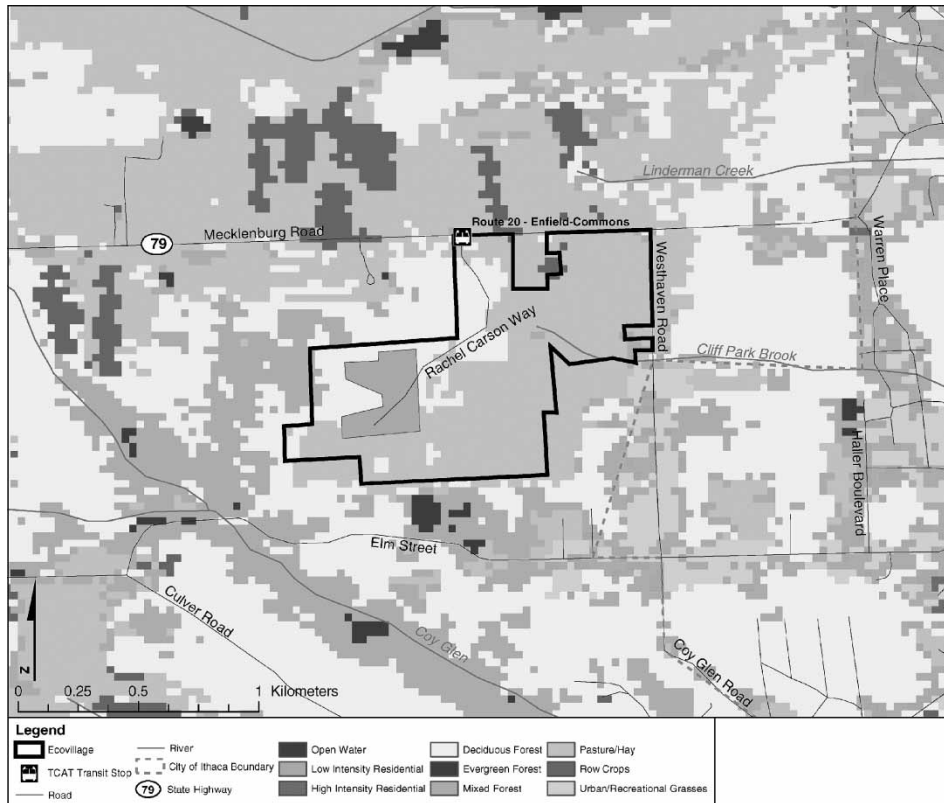 Linderman Creek
Route 20 - Enfield-Commons
Mecklenburg Road
79
Warren Place
Westhaven Road
Rachel Carson Way
Cliff Park Brook
Haller Boulevard
Elm Street
Culver Road
Coy Glen
Coy Glen Road
N
0 0.25 0.5 1 Kilometers
Legend
Ecovillage
TCAT Transit Stop
Road
River
City of Ithaca Boundary
79 State Highway
Open Water
Low Intensity Residential
High Intensity Residential
Deciduous Forest
Evergreen Forest
Mixed Forest
Pasture/Hay
Row Crops
Urban/Recreational Grasses